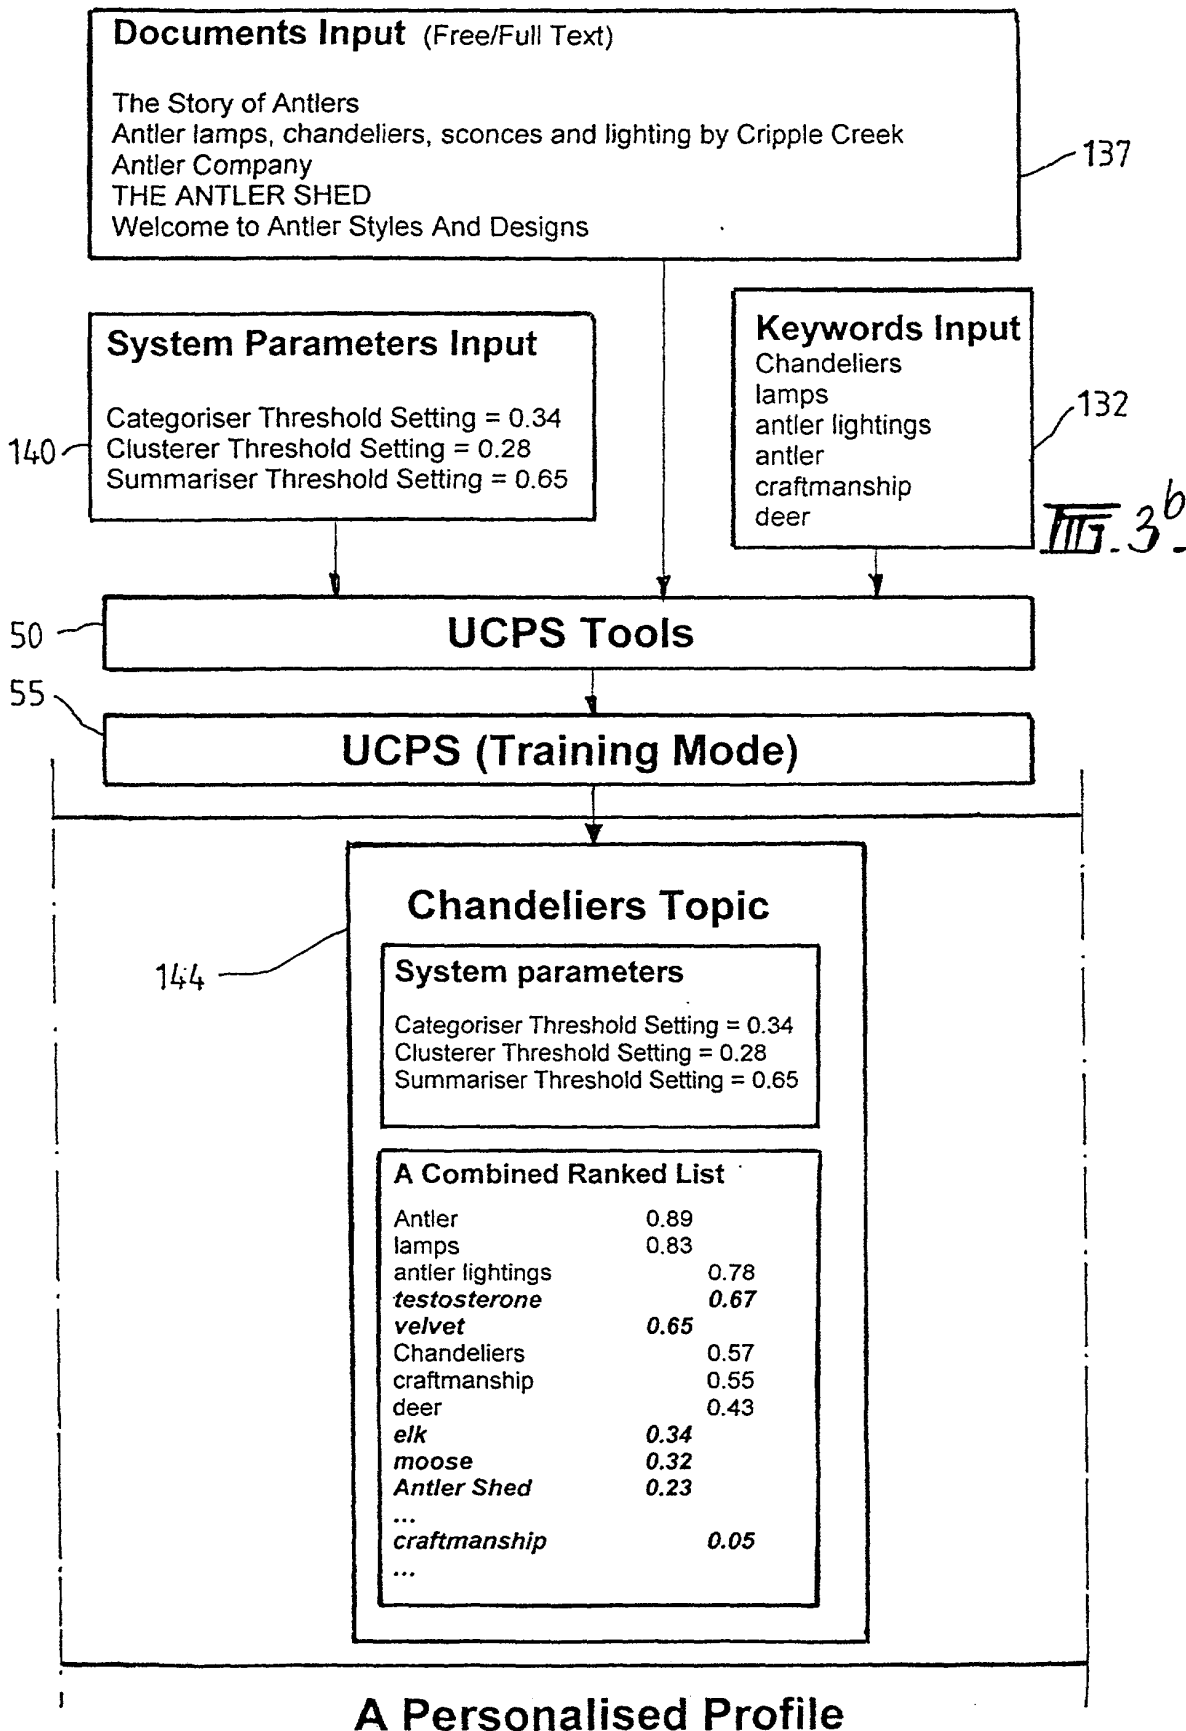 Documents Input (Free/Full Text)
The Story of Antlers
Antler lamps, chandeliers, sconces and lighting by Cripple Creek
Antler Company
THE ANTLER SHED
Welcome to Antler Styles And Designs
137
System Parameters Input
Categoriser Threshold Setting = 0.34
Clusterer Threshold Setting = 0.28
Summariser Threshold Setting = 0.65
140
Keywords Input
Chandeliers
lamps
antler lightings
antler
craftmanship
deer
132
FIG. 3b
50
UCPS Tools
55
UCPS (Training Mode)
144
Chandeliers Topic
System parameters
Categoriser Threshold Setting = 0.34
Clusterer Threshold Setting = 0.28
Summariser Threshold Setting = 0.65
A Combined Ranked List
Antler 0.89
lamps 0.83
antler lightings 0.78
testosterone 0.67
velvet 0.65
Chandeliers 0.57
craftmanship 0.55
deer 0.43
elk 0.34
moose 0.32
Antler Shed 0.23
...
craftmanship 0.05
...
A Personalised Profile